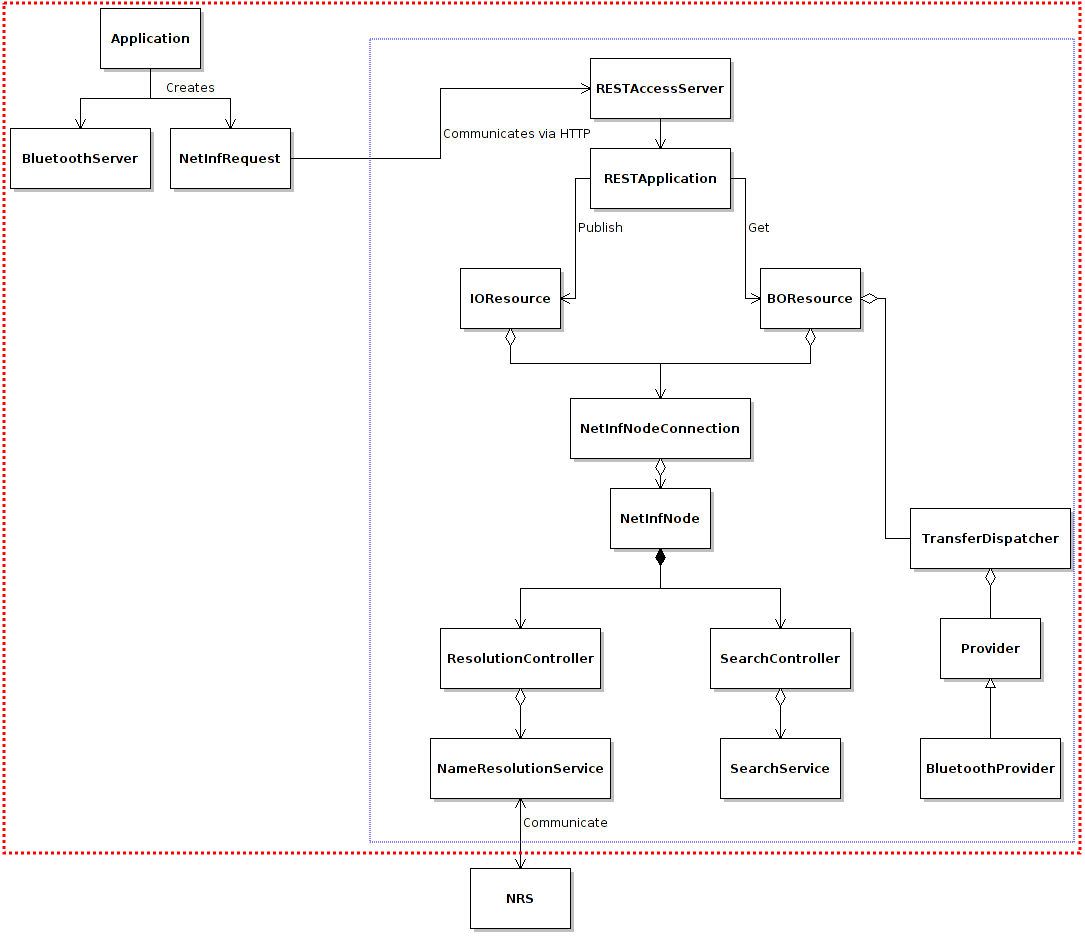 Application
Creates
BluetoothServer
NetInfRequest
RESTAccessServer
Communicates via HTTP
RESTApplication
Publish
Get
IOResource
BOResource
NetInfNodeConnection
NetInfNode
TransferDispatcher
ResolutionController
SearchController
Provider
NameResolutionService
SearchService
BluetoothProvider
Communicate
NRS